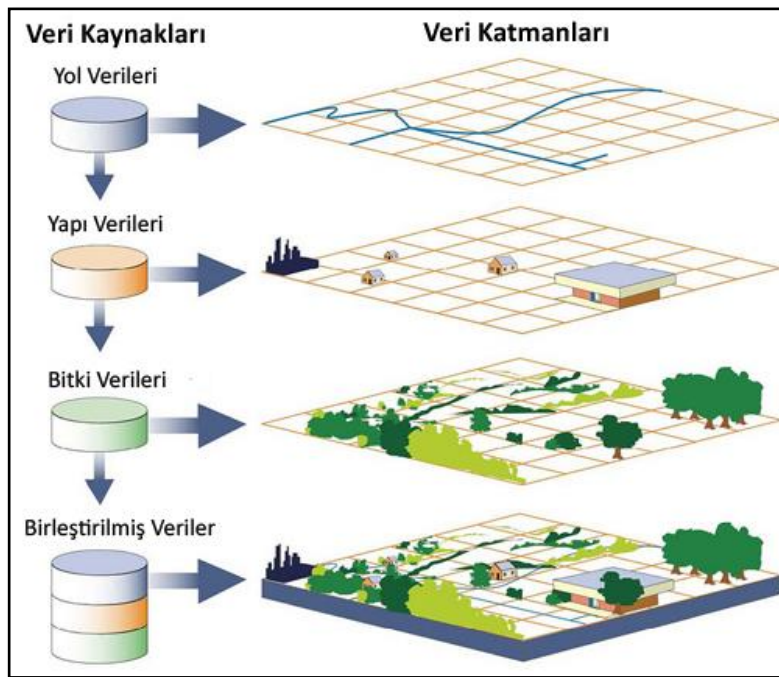 Veri Kaynakları
Veri Katmanları
Yol Verileri
Yapı Verileri
Bitki Verileri
Birleştirilmiş Veriler